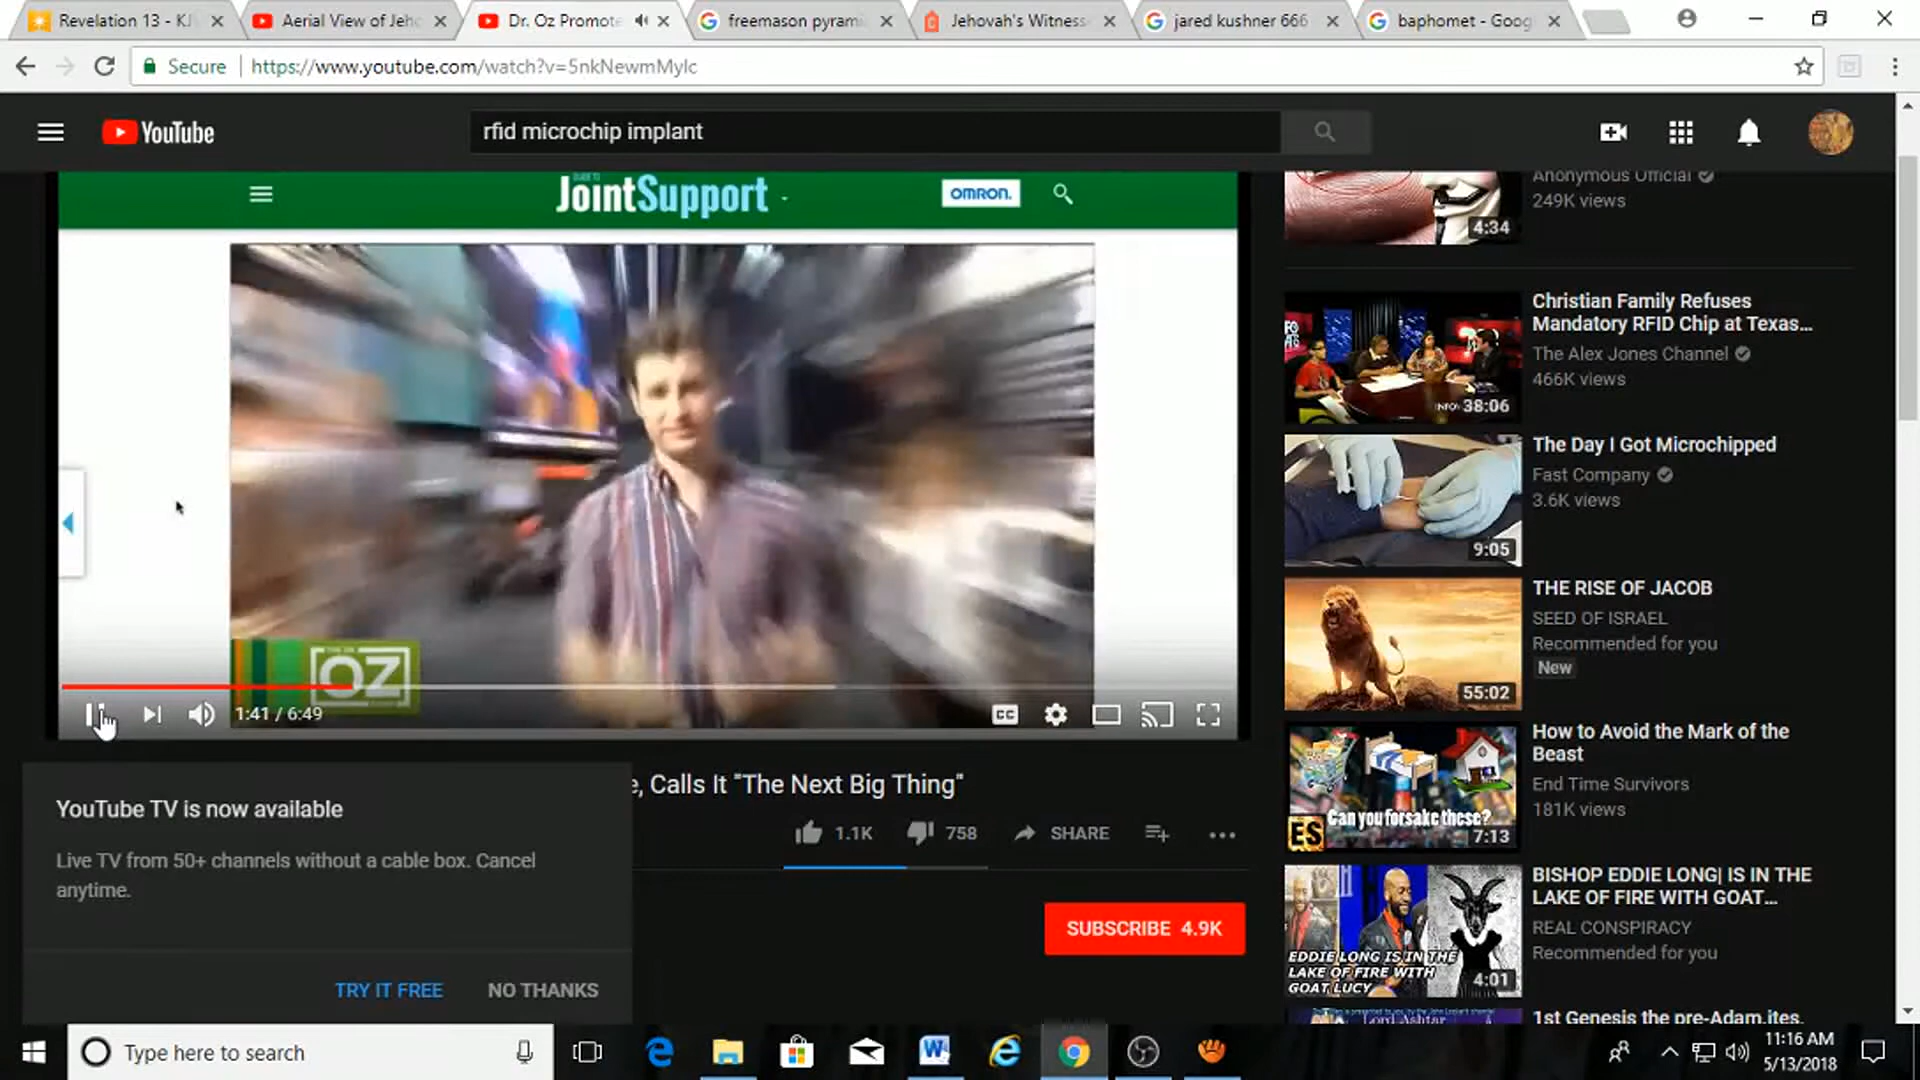 Revelation 13 - KJ
Aerial View of Jeho
Dr. Oz Promote
freemason pyrami
Jehovah's Witness
jared kushner 666
baphomet - Goog
Secure
https://www.youtube.com/watch?v=5nkNewmMyIc
YouTube
rfid microchip implant
JointSupport
OMRON.
OZ
1:41 / 6:49
CC
e, Calls It "The Next Big Thing"
1.1K
758
SHARE
SUBSCRIBE 4.9K
YouTube TV is now available
Live TV from 50+ channels without a cable box. Cancel
anytime.
TRY IT FREE
NO THANKS
Anonymous Official
249K views
4:34
Christian Family Refuses
Mandatory RFID Chip at Texas...
The Alex Jones Channel
466K views
38:06
The Day I Got Microchipped
Fast Company
3.6K views
9:05
THE RISE OF JACOB
SEED OF ISRAEL
Recommended for you
New
55:02
How to Avoid the Mark of the
Beast
End Time Survivors
181K views
Can you forsake these?
ES
7:13
BISHOP EDDIE LONG| IS IN THE
LAKE OF FIRE WITH GOAT...
REAL CONSPIRACY
Recommended for you
EDDIE LONG IS IN THE
LAKE OF FIRE WITH
GOAT LUCY
4:01
1st Genesis the pre-Adam.ites,
Type here to search
11:16 AM
5/13/2018